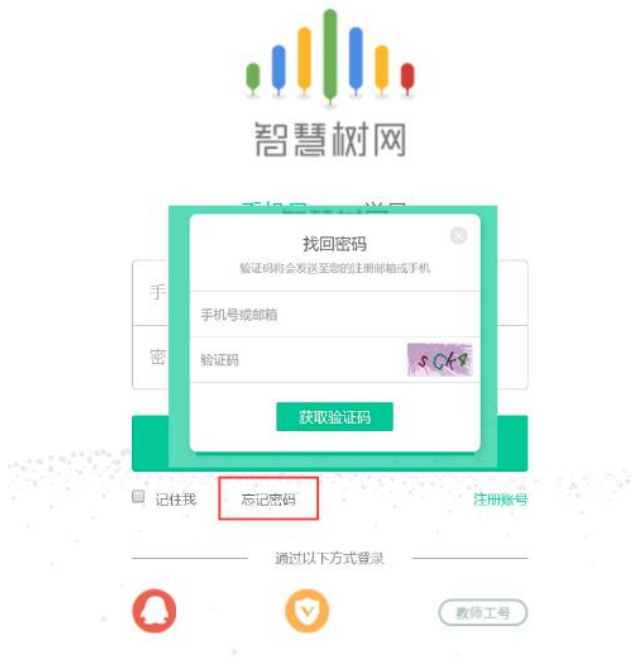 智慧树网
找回密码
验证码将会发送至您的注册邮箱或手机
手
手机号或邮箱
密
验证码
sCk4
获取验证码
记住我 忘记密码 注册账号
通过以下方式登录
教师工号